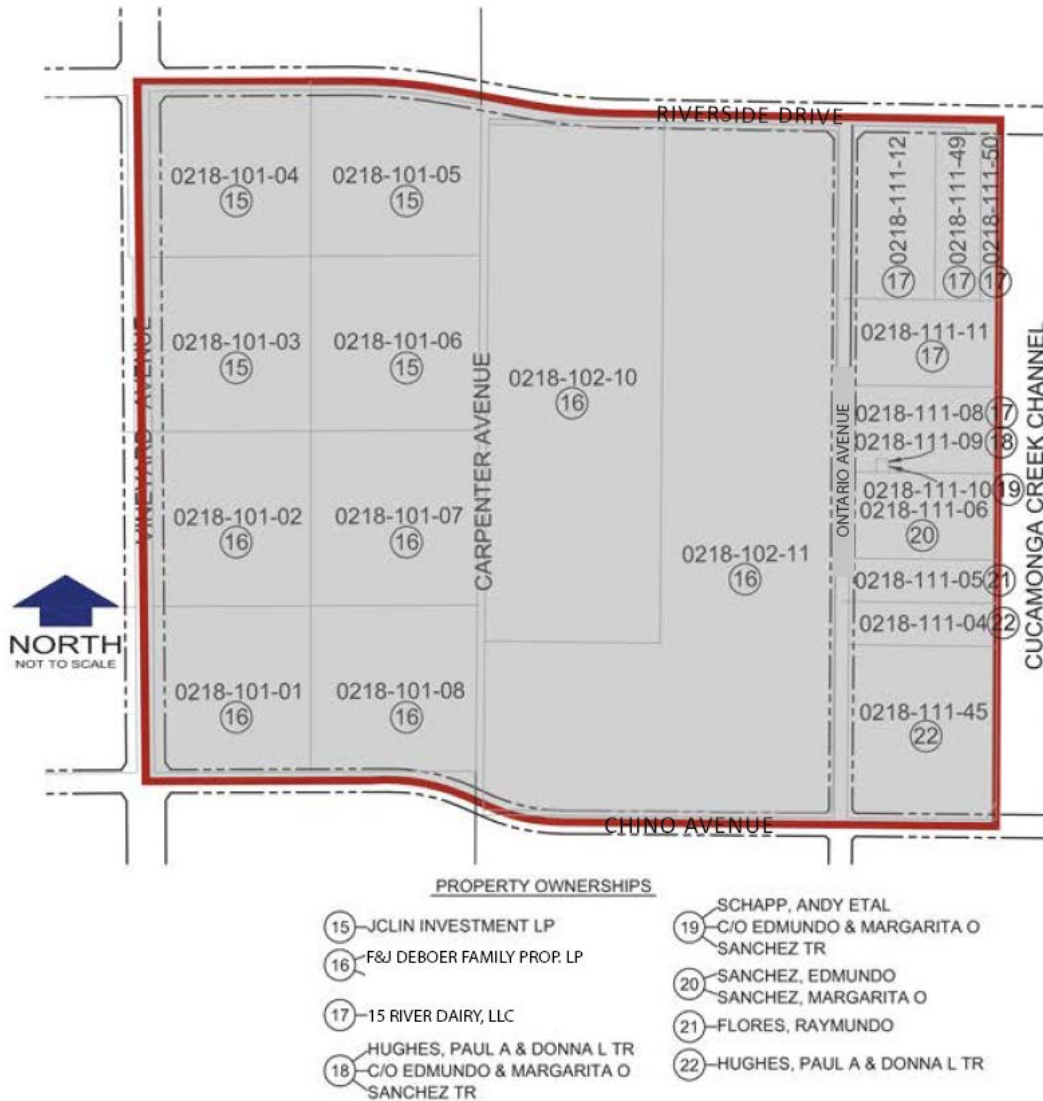 RIVERSIDE DRIVE
0218-101-04
15
0218-101-05
15
0218-111-12
17
0218-111-49
17
0218-111-50
17
0218-101-03
15
0218-101-06
15
0218-102-10
16
0218-111-11
17
VINEYARD AVENUE
CARPENTER AVENUE
ONTARIO AVENUE
CUCAMONGA CREEK CHANNEL
0218-111-08 17
0218-111-09 18
0218-111-10 19
0218-111-06
20
0218-101-02
16
0218-101-07
16
0218-102-11
16
0218-111-05 21
0218-111-04 22
NORTH
NOT TO SCALE
0218-101-01
16
0218-101-08
16
0218-111-45
22
CHINO AVENUE
PROPERTY OWNERSHIPS
15 JCLIN INVESTMENT LP
16 F&J DEBOER FAMILY PROP. LP
17 15 RIVER DAIRY, LLC
18 HUGHES, PAUL A & DONNA L TR
C/O EDMUNDO & MARGARITA O
SANCHEZ TR
19 SCHAPP, ANDY ETAL
C/O EDMUNDO & MARGARITA O
SANCHEZ TR
20 SANCHEZ, EDMUNDO
SANCHEZ, MARGARITA O
21 FLORES, RAYMUNDO
22 HUGHES, PAUL A & DONNA L TR